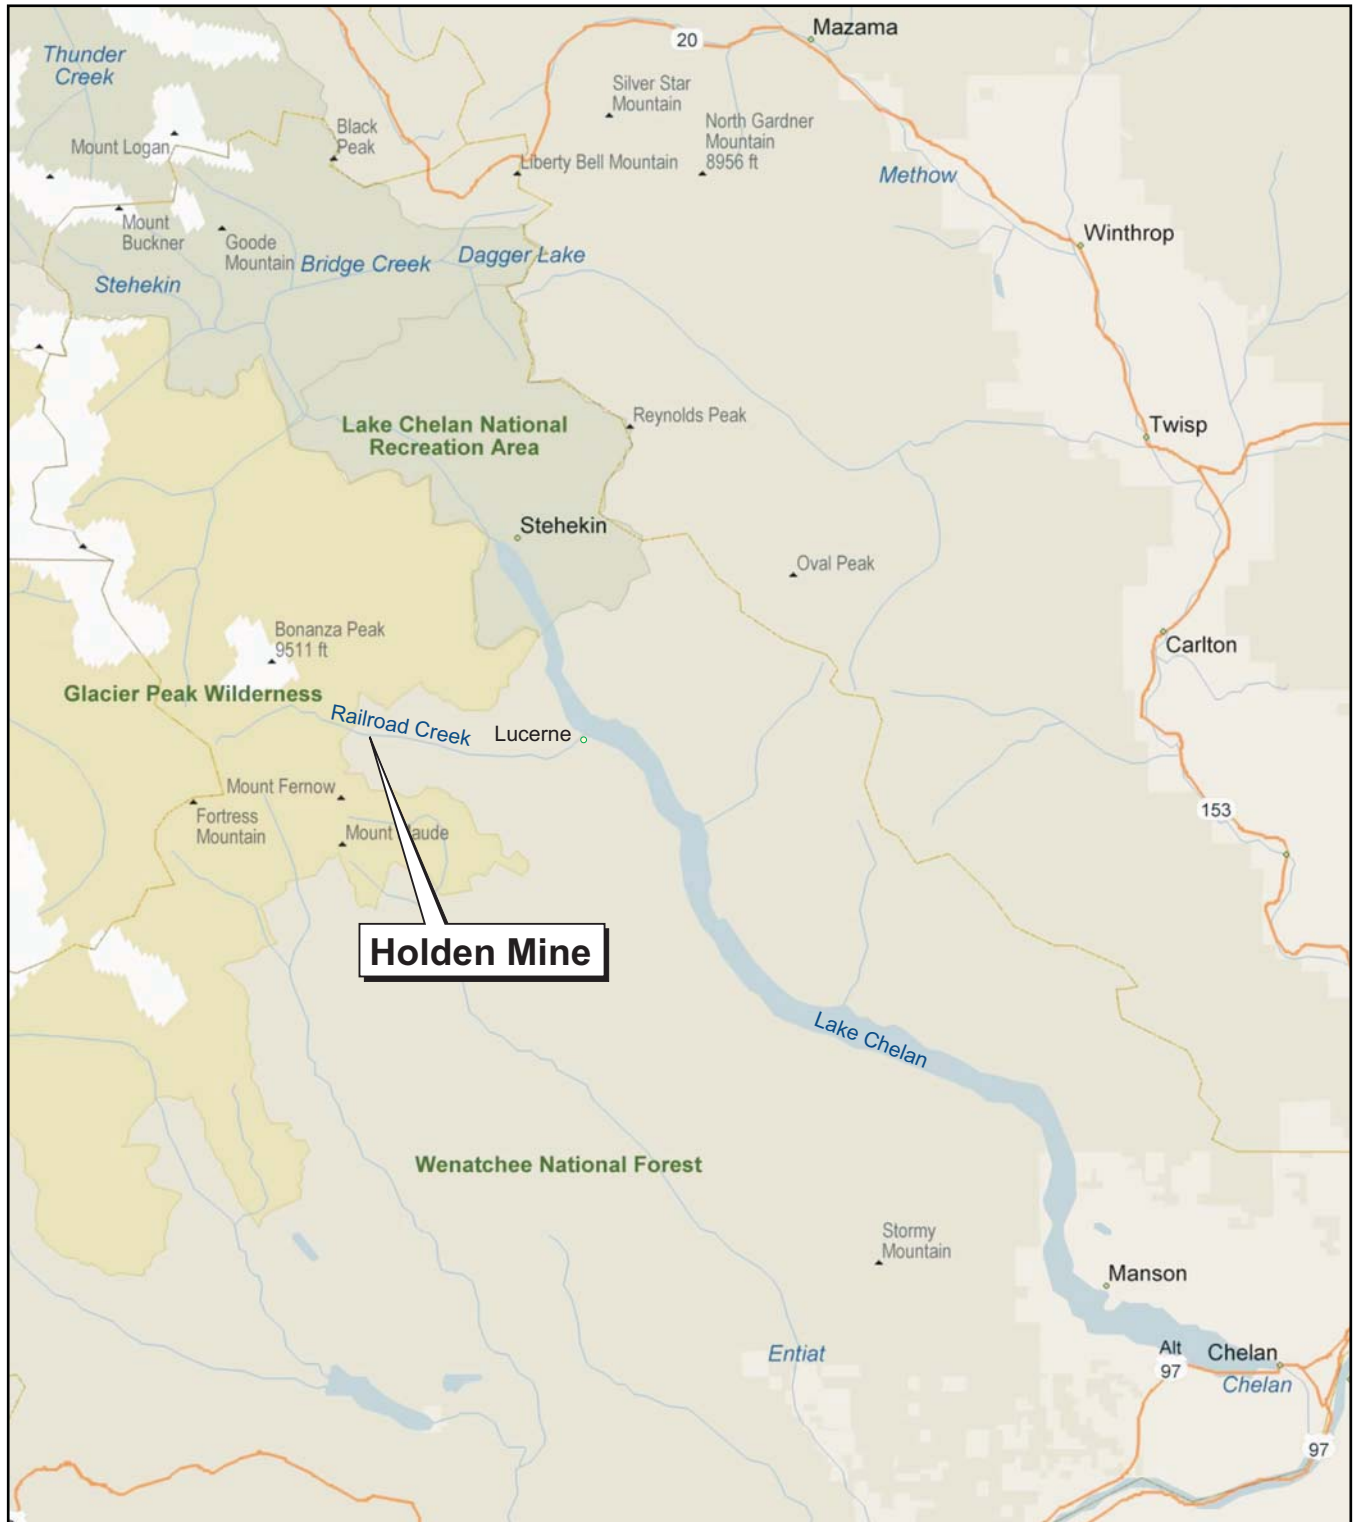 Mazama
20
Thunder
Creek
Silver Star
Mountain
North Gardner
Mountain
8956 ft
Black
Peak
Mount Logan
Liberty Bell Mountain
Methow
Mount
Buckner
Goode
Mountain
Bridge Creek
Dagger Lake
Winthrop
Stehekin
Lake Chelan National
Recreation Area
Reynolds Peak
Twisp
Stehekin
Oval Peak
Bonanza Peak
9511 ft
Carlton
Glacier Peak Wilderness
Railroad Creek
Lucerne
Mount Fernow
Fortress
Mountain
Mount
153
Holden Mine
Lake Chelan
Wenatchee National Forest
Stormy
Mountain
Manson
Entiat
Alt
97
Chelan
Chelan
97